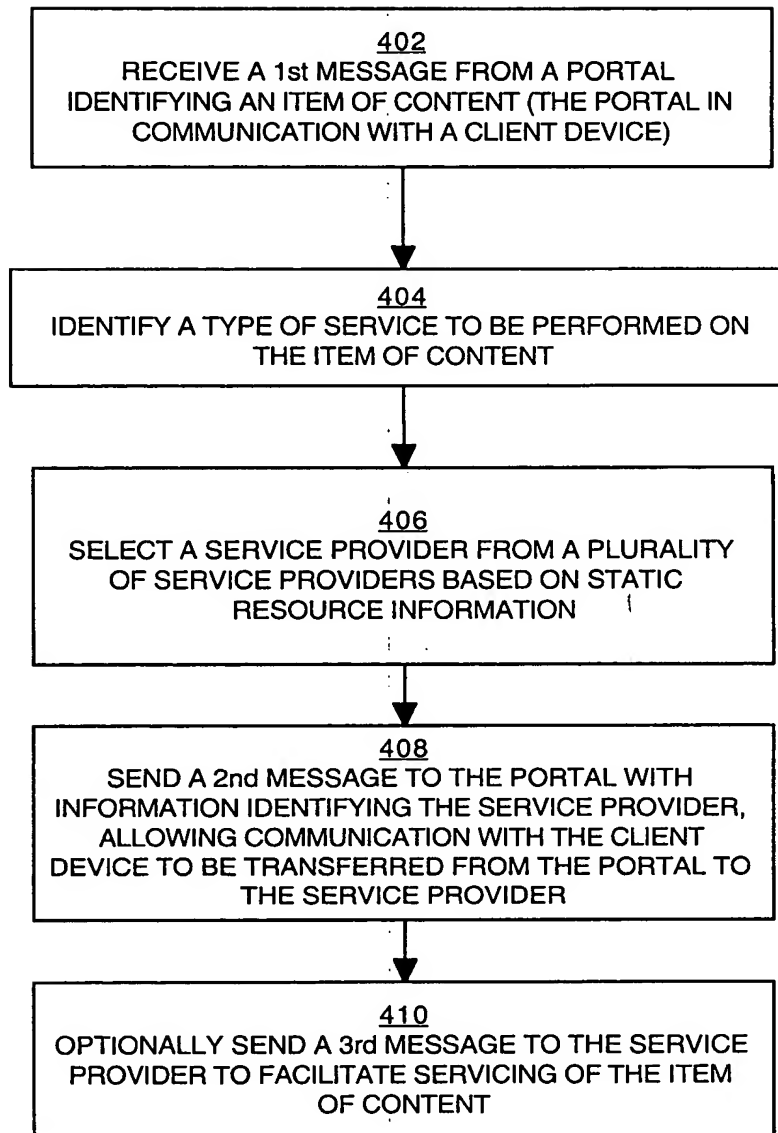 402
RECEIVE A 1st MESSAGE FROM A PORTAL
IDENTIFYING AN ITEM OF CONTENT (THE PORTAL IN
COMMUNICATION WITH A CLIENT DEVICE)
404
IDENTIFY A TYPE OF SERVICE TO BE PERFORMED ON
THE ITEM OF CONTENT
406
SELECT A SERVICE PROVIDER FROM A PLURALITY
OF SERVICE PROVIDERS BASED ON STATIC
RESOURCE INFORMATION
408
SEND A 2nd MESSAGE TO THE PORTAL WITH
INFORMATION IDENTIFYING THE SERVICE PROVIDER,
ALLOWING COMMUNICATION WITH THE CLIENT
DEVICE TO BE TRANSFERRED FROM THE PORTAL TO
THE SERVICE PROVIDER
410
OPTIONALLY SEND A 3rd MESSAGE TO THE SERVICE
PROVIDER TO FACILITATE SERVICING OF THE ITEM
OF CONTENT